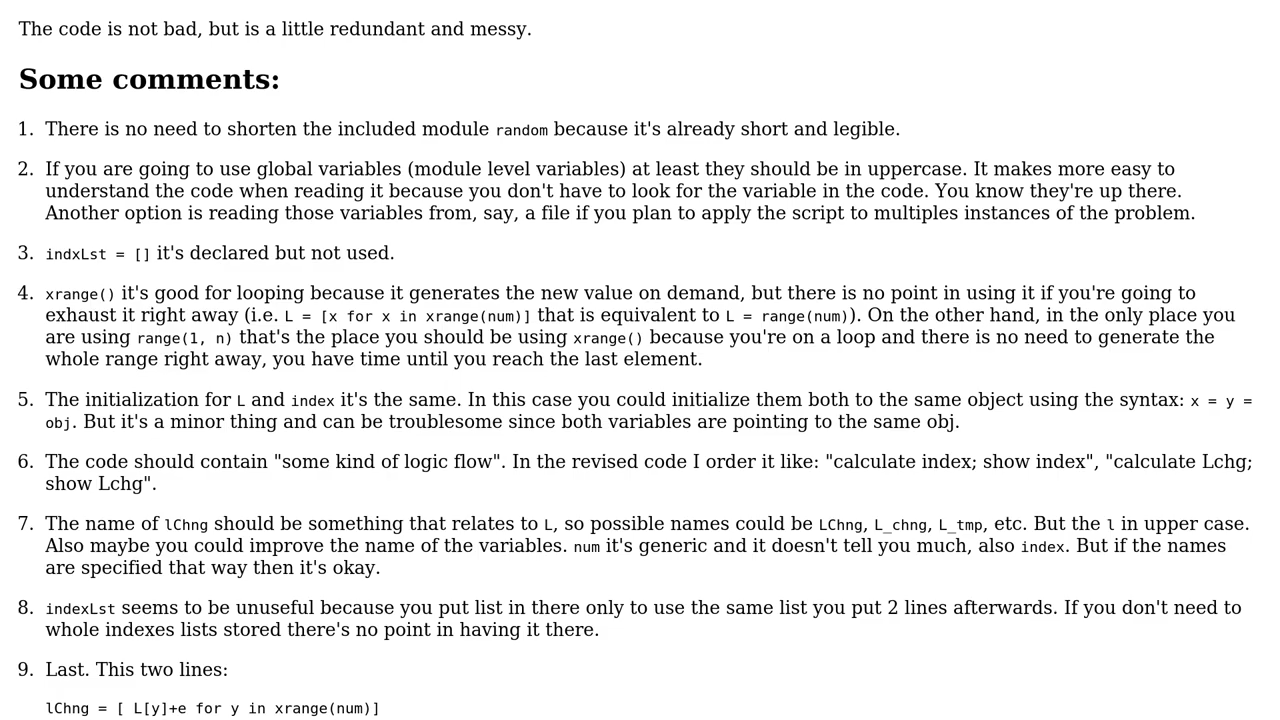 The code is not bad, but is a little redundant and messy.
Some comments:
1. There is no need to shorten the included module random because it's already short and legible.
2. If you are going to use global variables (module level variables) at least they should be in uppercase. It makes more easy to
understand the code when reading it because you don't have to look for the variable in the code. You know they're up there.
Another option is reading those variables from, say, a file if you plan to apply the script to multiples instances of the problem.
3. indxLst = [] it's declared but not used.
4. xrange() it's good for looping because it generates the new value on demand, but there is no point in using it if you're going to
exhaust it right away (i.e. L = [x for x in xrange(num)] that is equivalent to L = range(num)). On the other hand, in the only place you
are using range(1, n) that's the place you should be using xrange() because you're on a loop and there is no need to generate the
whole range right away, you have time until you reach the last element.
5. The initialization for L and index it's the same. In this case you could initialize them both to the same object using the syntax: x = y =
obj. But it's a minor thing and can be troublesome since both variables are pointing to the same obj.
6. The code should contain "some kind of logic flow". In the revised code I order it like: "calculate index; show index", "calculate Lchg;
show Lchg".
7. The name of lChng should be something that relates to L, so possible names could be LChng, L_chng, L_tmp, etc. But the l in upper case.
Also maybe you could improve the name of the variables. num it's generic and it doesn't tell you much, also index. But if the names
are specified that way then it's okay.
8. indexLst seems to be unuseful because you put list in there only to use the same list you put 2 lines afterwards. If you don't need to
whole indexes lists stored there's no point in having it there.
9. Last. This two lines:
lChng = [ L[y]+e for y in xrange(num)]